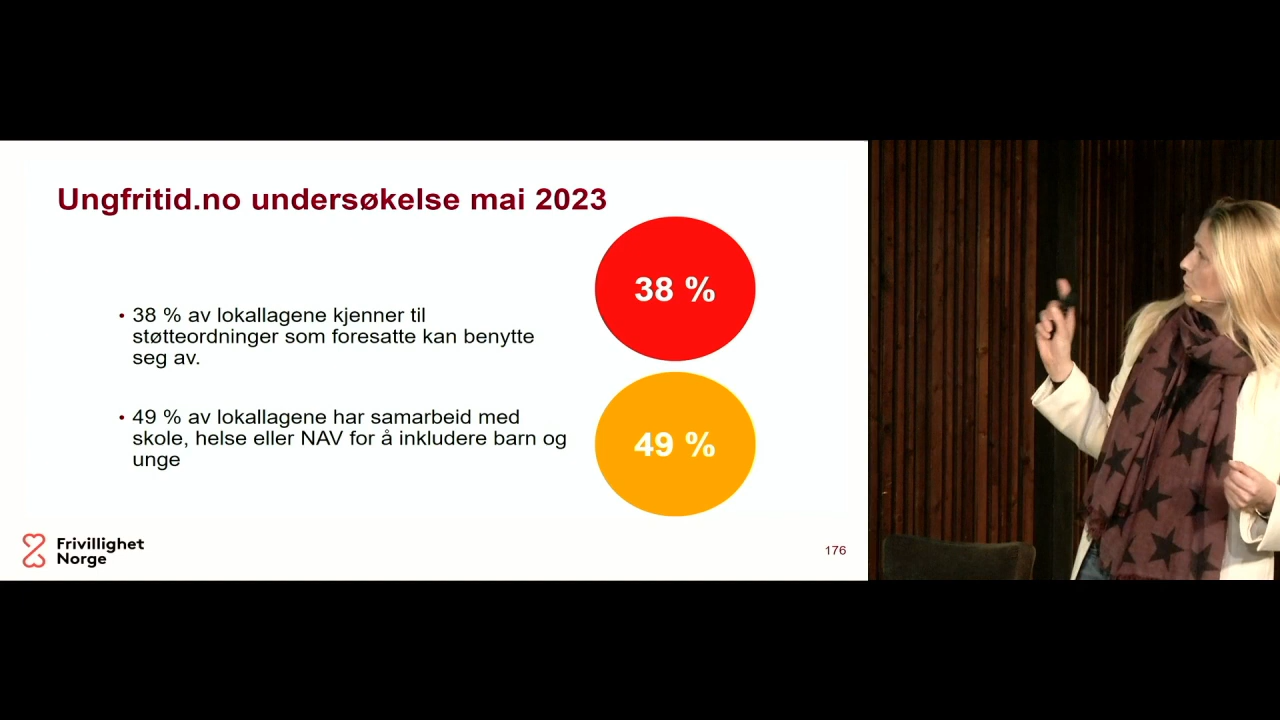 Ungfritid.no undersøkelse mai 2023
38 %
• 38 % av lokallagene kjenner til
støtteordninger som foresatte kan benytte
seg av.
• 49 % av lokallagene har samarbeid med
skole, helse eller NAV for å inkludere barn og
unge
49 %
Frivillighet
Norge
176